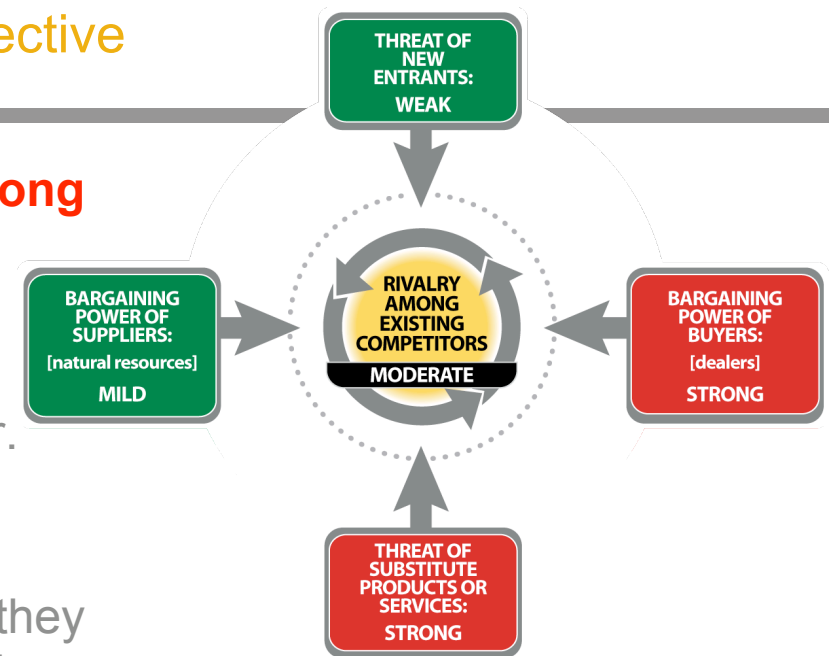 ective
THREAT OF
NEW
ENTRANTS:
WEAK
ong
BARGAINING
POWER OF
SUPPLIERS:
[natural resources]
MILD
RIVALRY
AMONG
EXISTING
COMPETITORS
MODERATE
BARGAINING
POWER OF
BUYERS:
[dealers]
STRONG
THREAT OF
SUBSTITUTE
PRODUCTS OR
SERVICES:
STRONG
they